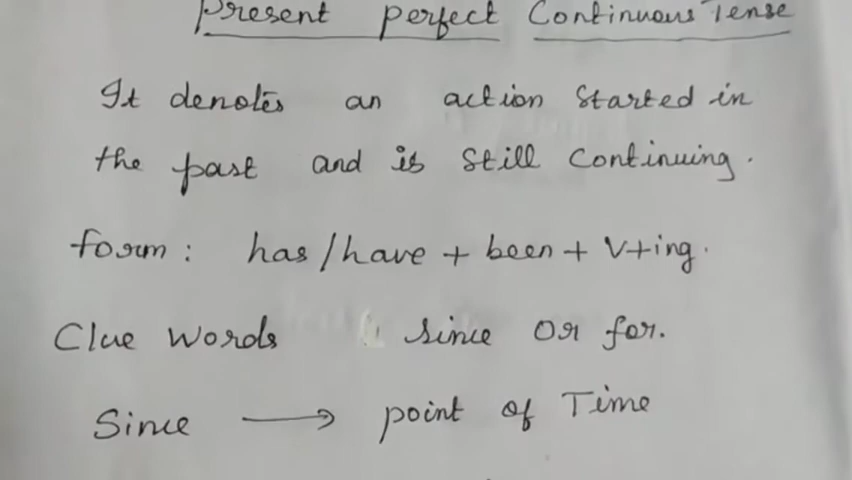 Present perfect Continuous Tense
It denotes an action started in
the past and is still continuing.
form: has/have + been + V+ing.
Clue words : since or for.
Since → point of Time